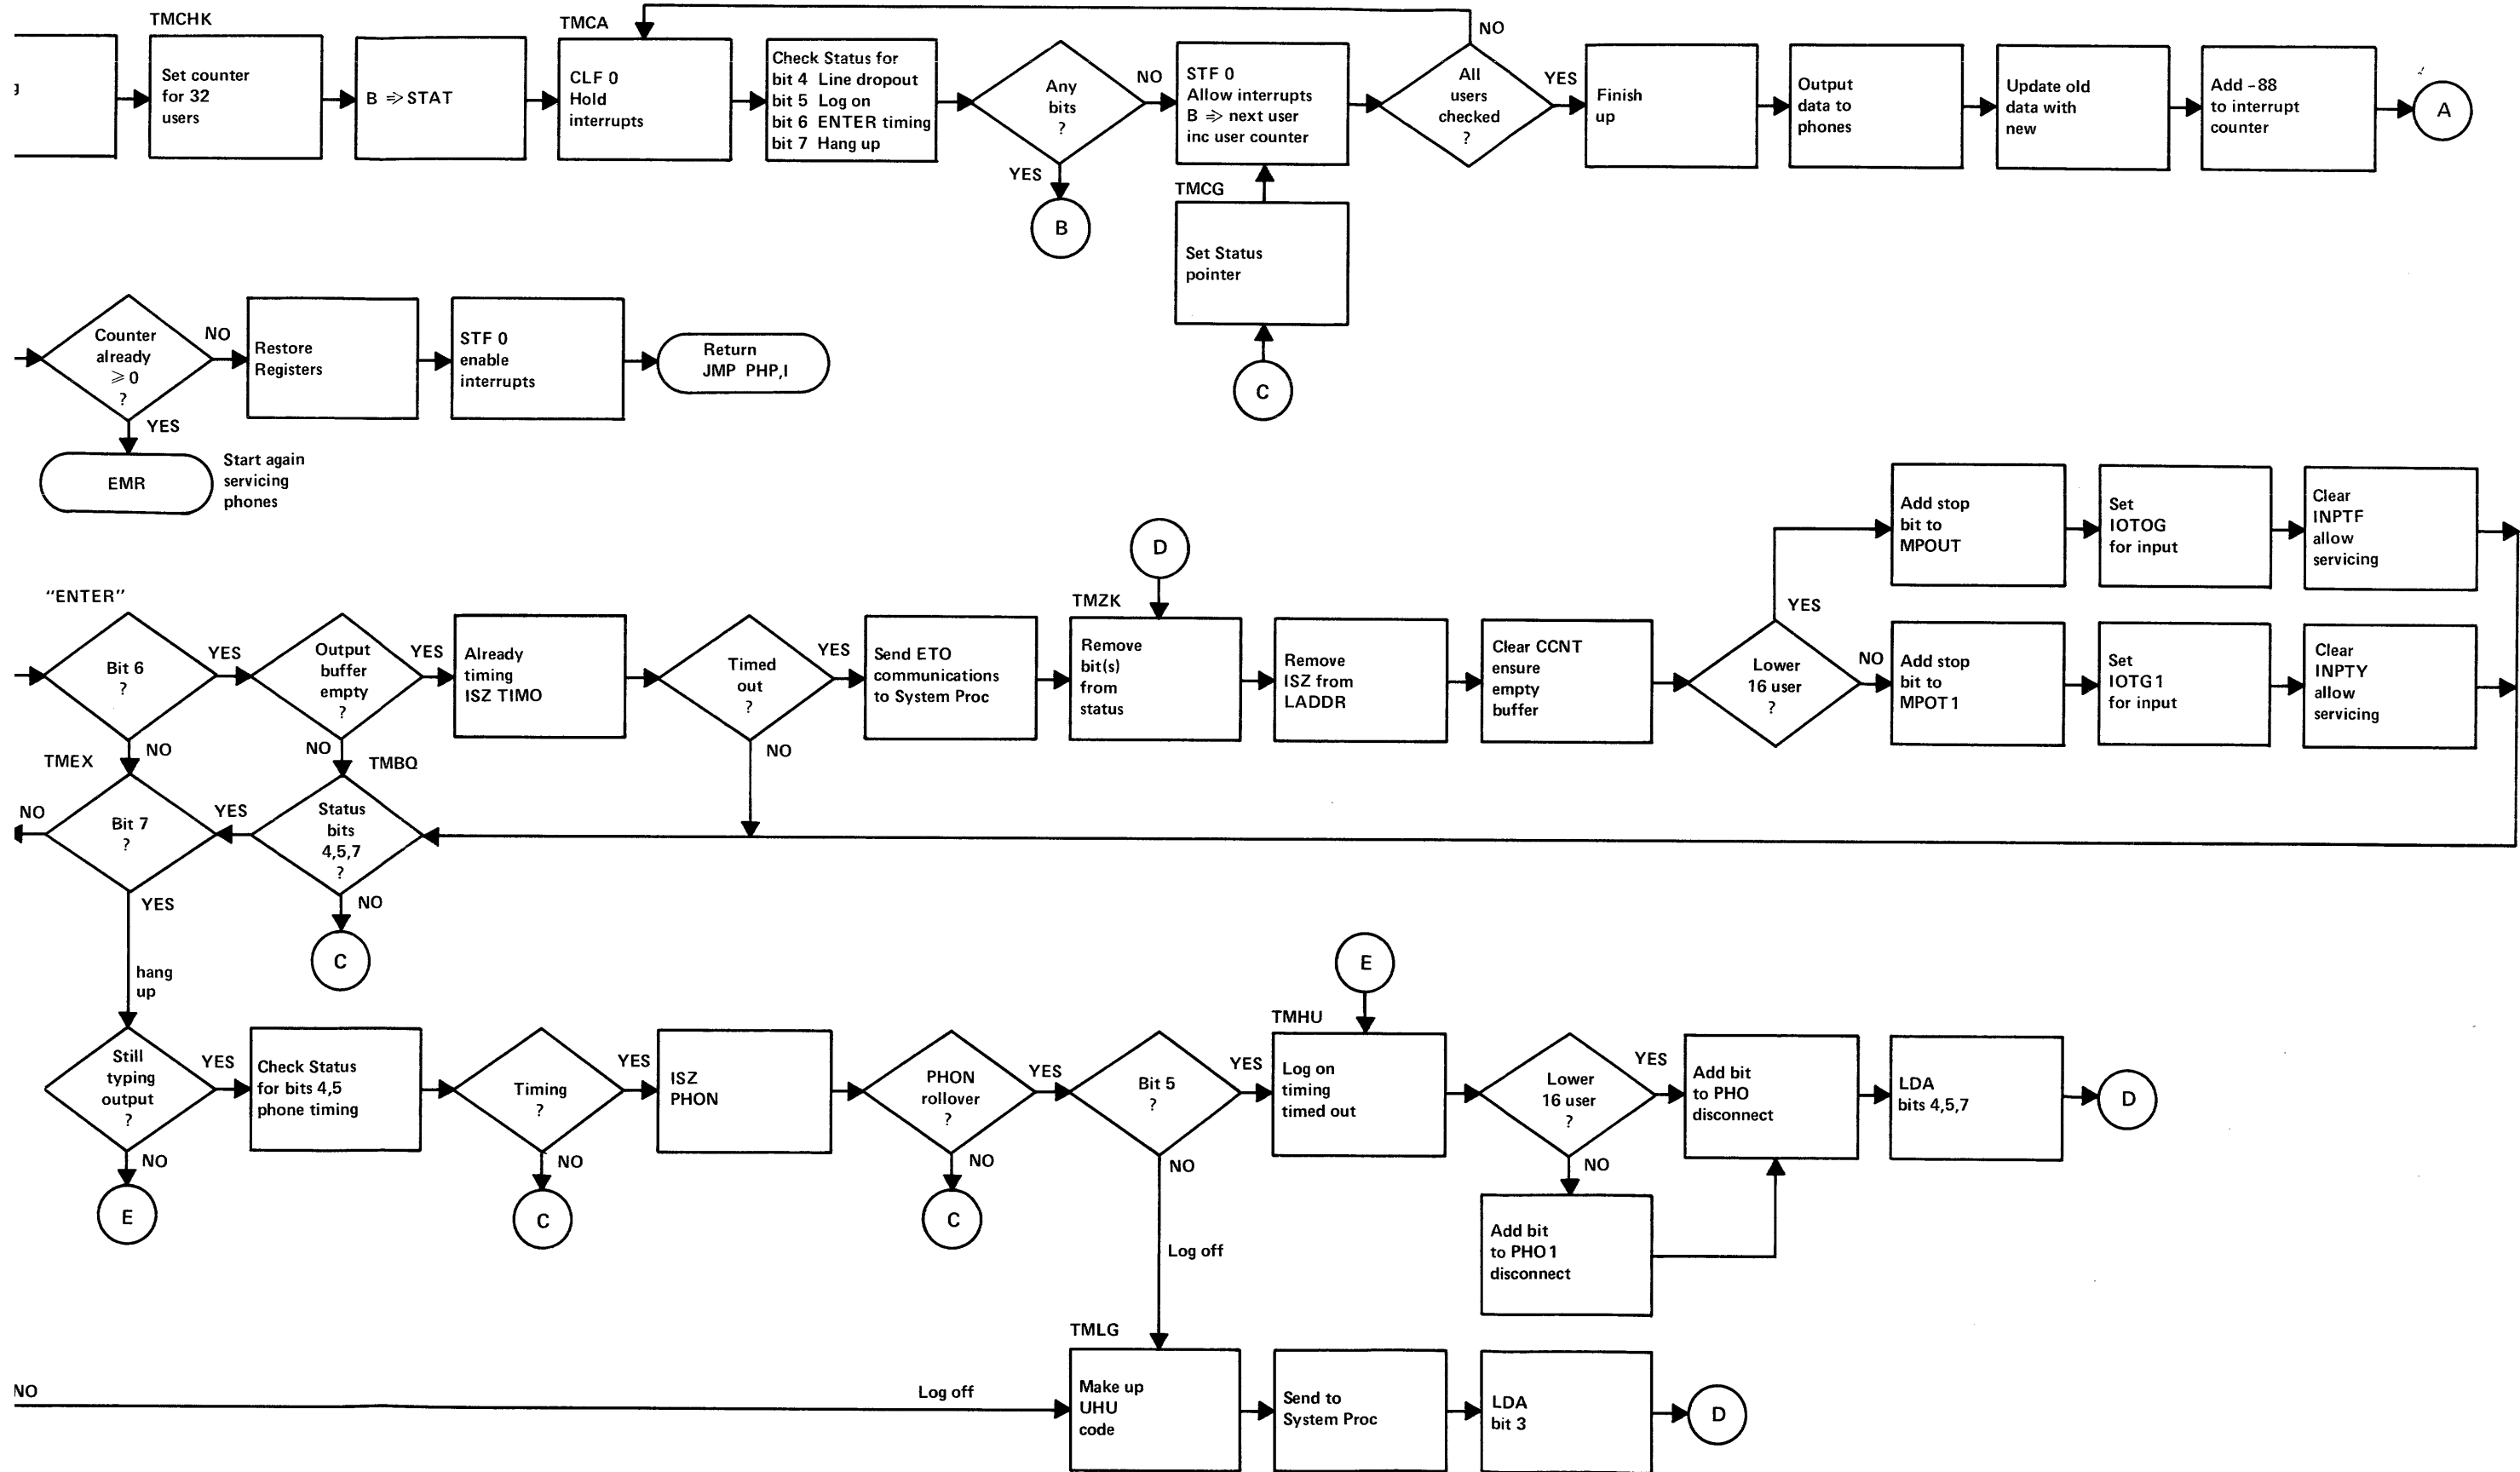 TMCHK
g
Set counter
for 32
users
B ⇒ STAT
TMCA
CLF 0
Hold
interrupts
Check Status for
bit 4 Line dropout
bit 5 Log on
bit 6 ENTER timing
bit 7 Hang up
Any
bits
?
NO
YES
B
STF 0
Allow interrupts
B ⇒ next user
inc user counter
TMCG
Set Status
pointer
C
NO
All
users
checked
?
YES
Finish
up
Output
data to
phones
Update old
data with
new
Add -88
to interrupt
counter
A
Counter
already
⩾ 0
?
NO
YES
Restore
Registers
STF 0
enable
interrupts
Return
JMP PHP,I
EMR
Start again
servicing
phones
"ENTER"
Bit 6
?
YES
NO
Output
buffer
empty
?
YES
NO
Already
timing
ISZ TIMO
Timed
out
?
YES
NO
Send ETO
communications
to System Proc
D
TMZK
Remove
bit(s)
from
status
Remove
ISZ from
LADDR
Clear CCNT
ensure
empty
buffer
Lower
16 user
?
YES
NO
Add stop
bit to
MPOUT
Set
IOTOG
for input
Clear
INPTF
allow
servicing
Add stop
bit to
MPOT1
Set
IOTG1
for input
Clear
INPTY
allow
servicing
TMEX
NO
Bit 7
?
YES
TMBQ
Status
bits
4,5,7
?
YES
NO
C
hang
up
Still
typing
output
?
YES
NO
E
Check Status
for bits 4,5
phone timing
Timing
?
YES
NO
C
ISZ
PHON
PHON
rollover
?
YES
NO
C
Bit 5
?
YES
NO
E
TMHU
Log on
timing
timed out
Lower
16 user
?
YES
NO
Add bit
to PHO
disconnect
LDA
bits 4,5,7
D
Add bit
to PHO1
disconnect
Log off
NO
Log off
TMLG
Make up
UHU
code
Send to
System Proc
LDA
bit 3
D